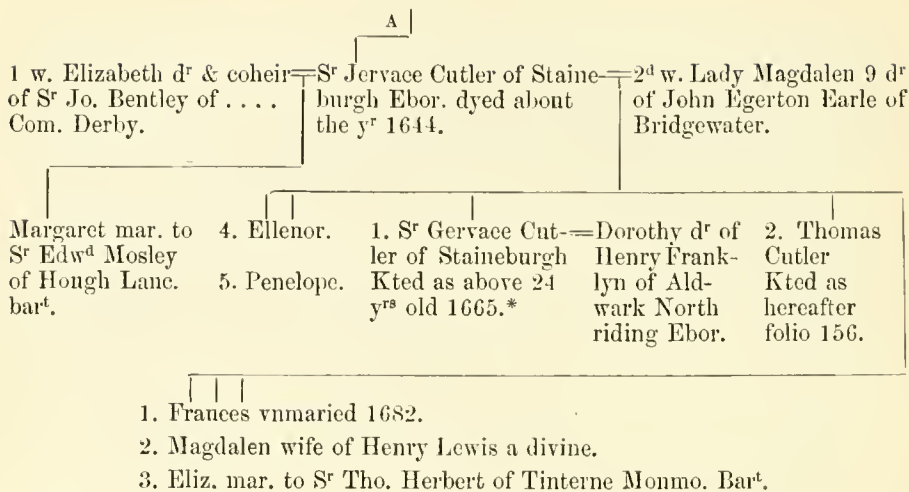 A
1 w. Elizabeth dʳ & coheir
of Sʳ Jo. Bentley of . . . .
Com. Derby.
Sʳ Jervace Cutler of Staine-
burgh Ebor. dyed about
the yʳ 1644.
2ᵈ w. Lady Magdalen 9 dʳ
of John Egerton Earle of
Bridgewater.
Margaret mar. to
Sʳ Edwᵈ Mosley
of Hough Lanc.
barᵗ.
4. Ellenor.
5. Penelope.
1. Sʳ Gervace Cut-
ler of Staineburgh
Kted as above 24
yʳˢ old 1665.*
Dorothy dʳ of
Henry Frank-
lyn of Ald-
wark North
riding Ebor.
2. Thomas
Cutler
Kted as
hereafter
folio 156.
1. Frances vnmaried 1682.
2. Magdalen wife of Henry Lewis a divine.
3. Eliz. mar. to Sʳ Tho. Herbert of Tinterne Monmo. Barᵗ.